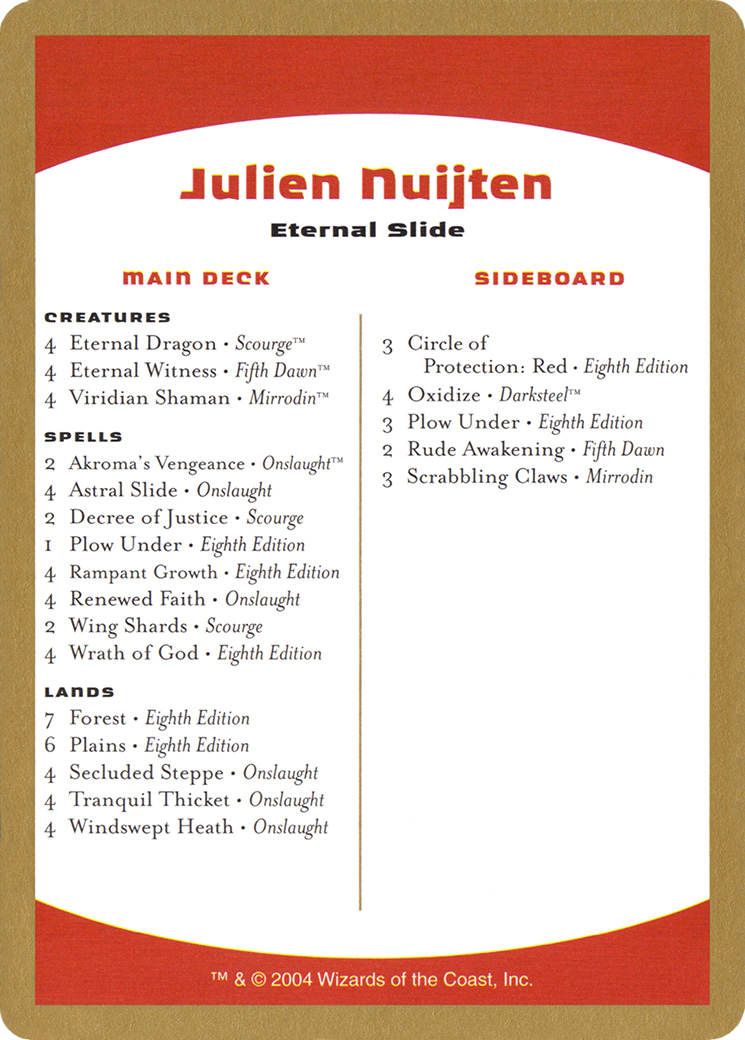 Julien Nuijten
Eternal Slide
MAIN DECK
CREATURES
4 Eternal Dragon • Scourge™
4 Eternal Witness • Fifth Dawn™
4 Viridian Shaman • Mirrodin™
SPELLS
2 Akroma's Vengeance • Onslaught™
4 Astral Slide • Onslaught
2 Decree of Justice • Scourge
1 Plow Under • Eighth Edition
4 Rampant Growth • Eighth Edition
4 Renewed Faith • Onslaught
2 Wing Shards • Scourge
4 Wrath of God • Eighth Edition
LANDS
7 Forest • Eighth Edition
6 Plains • Eighth Edition
4 Secluded Steppe • Onslaught
4 Tranquil Thicket • Onslaught
4 Windswept Heath • Onslaught
SIDEBOARD
3 Circle of
Protection: Red • Eighth Edition
4 Oxidize • Darksteel™
3 Plow Under • Eighth Edition
2 Rude Awakening • Fifth Dawn
3 Scrabbling Claws • Mirrodin
™ & © 2004 Wizards of the Coast, Inc.